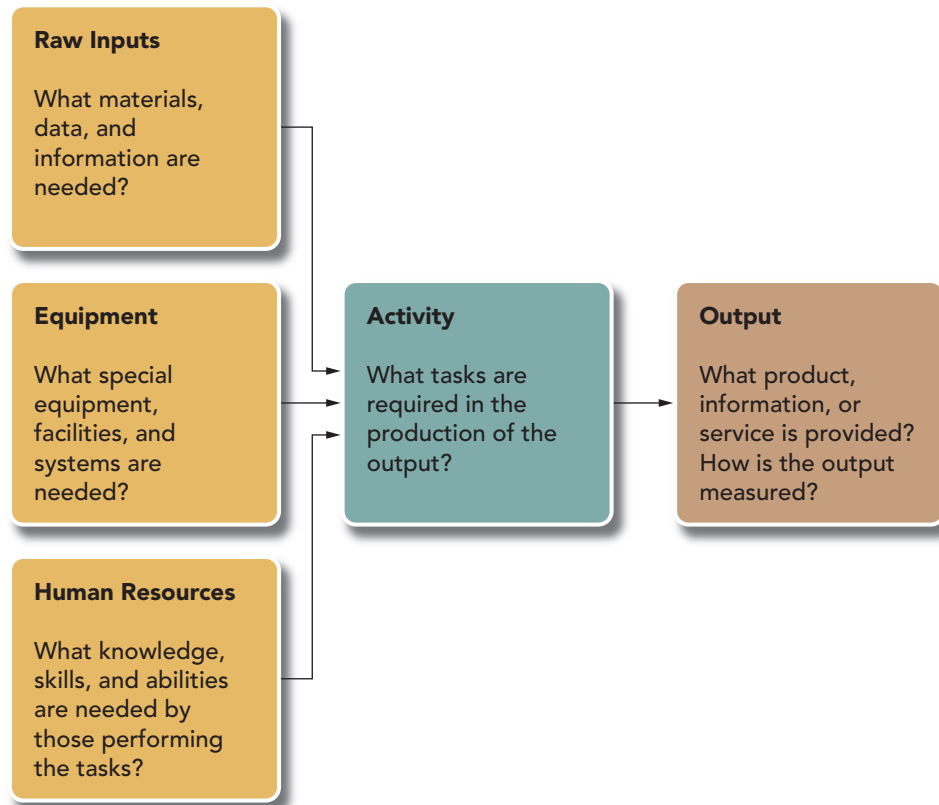 Raw Inputs
What materials,
data, and
information are
needed?
Equipment
What special
equipment,
facilities, and
systems are
needed?
Human Resources
What knowledge,
skills, and abilities
are needed by
those performing
the tasks?
Activity
What tasks are
required in the
production of the
output?
Output
What product,
information, or
service is provided?
How is the output
measured?